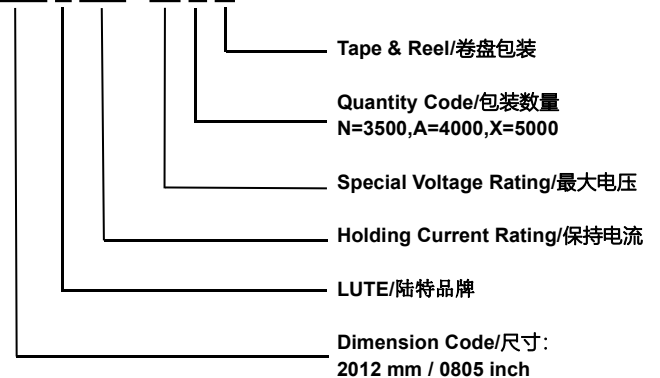 Tape & Reel/卷盘包装
Quantity Code/包装数量
N=3500,A=4000,X=5000
Special Voltage Rating/最大电压
Holding Current Rating/保持电流
LUTE/陆特品牌
Dimension Code/尺寸:
2012 mm / 0805 inch